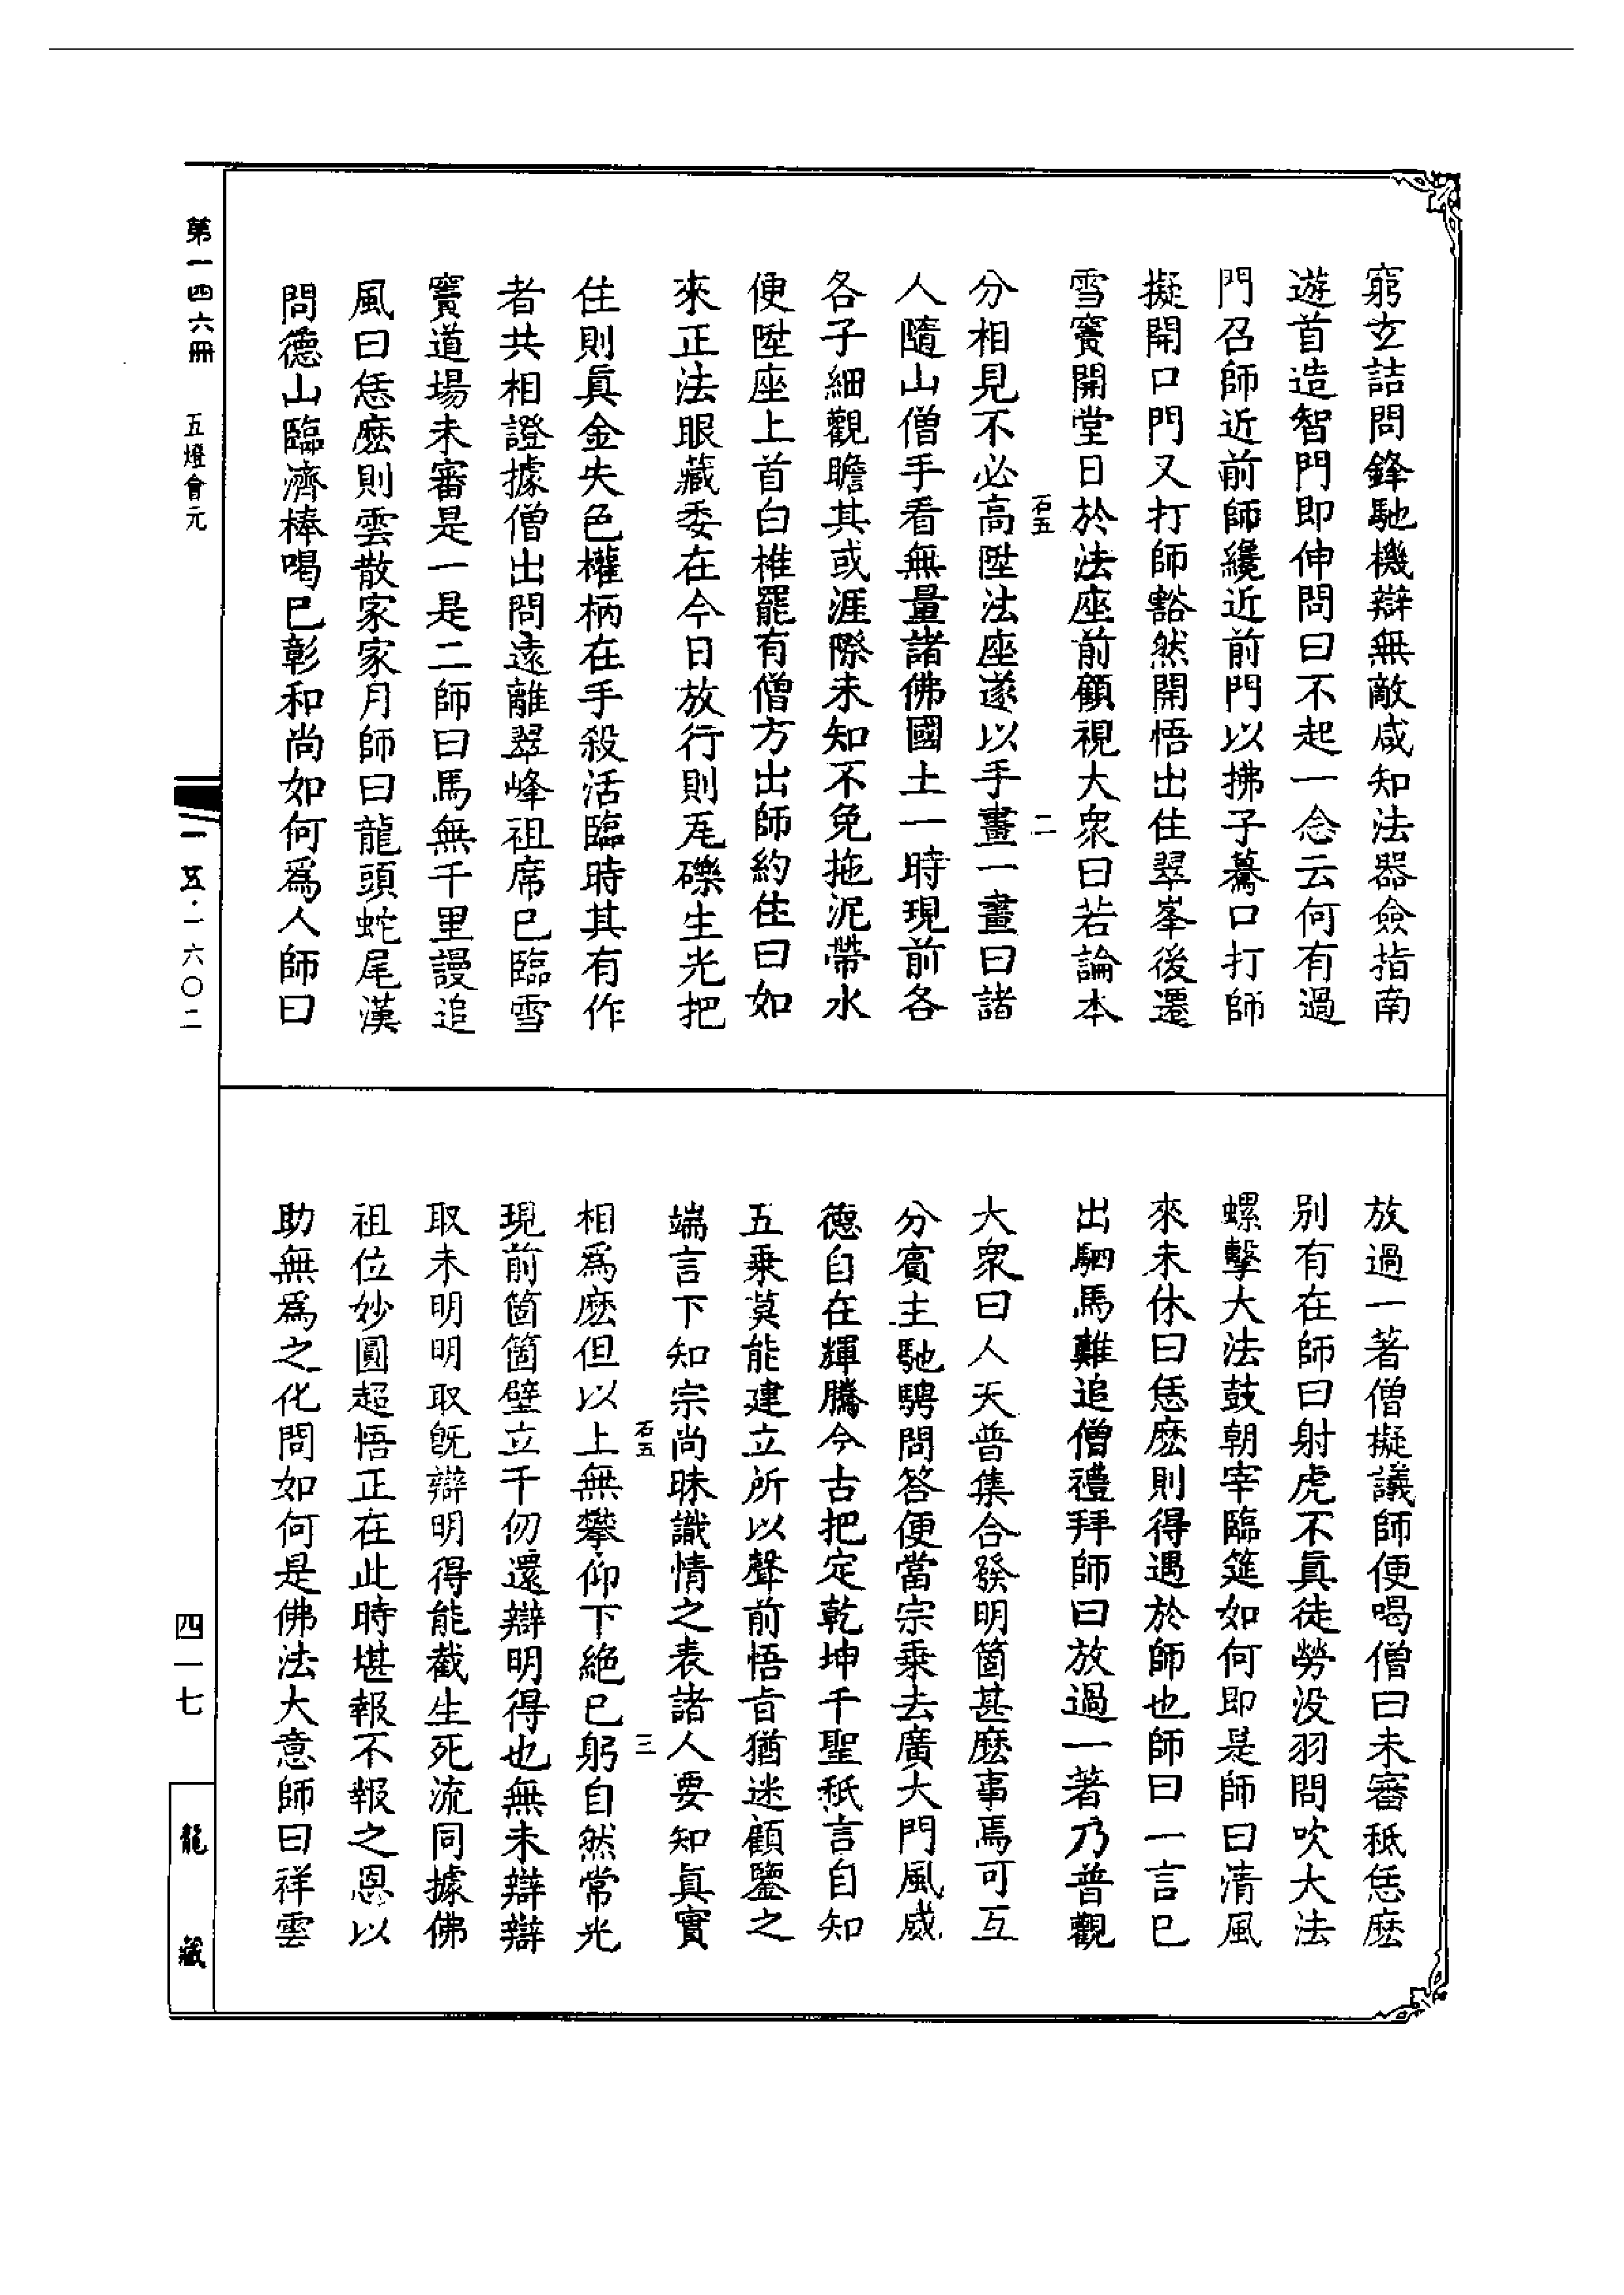 窮玄詰問鋒馳機辯無敵咸知法器僉指南
遊首造智門即伸問曰不起一念云何有過
門召師近前師纔近前門以拂子驀口打師
擬開口門又打師豁然開悟出住翠峯後遷
雪竇開堂日於法座前顧視大衆曰若論本
石五 二
分相見不必高陞法座遂以手畫一畫曰諸
人隨山僧手看無量諸佛國土一時現前各
各子細觀瞻其或涯際未知不免拖泥帶水
便陞座上首白椎罷有僧方出師約住曰如
來正法眼藏委在今日放行則瓦礫生光把
住則眞金失色權柄在手殺活臨時其有作
者共相證據僧出問遠離翠峰祖席已臨雪
竇道場未審是一是二師曰馬無千里謾追
風曰恁麽則雲散家家月師曰龍頭蛇尾漢
問德山臨濟棒喝已彰和尚如何爲人師曰
放過一著僧擬議師便喝僧曰未審秪恁麽
別有在師曰射虎不眞徒勞没羽問吹大法
螺擊大法鼓朝宰臨筵如何即是師曰清風
來未休曰恁麽則得遇於師也師曰一言已
出駟馬難追僧禮拜師曰放過一著乃普觀
大衆曰人天普集合發明箇甚麽事焉可互
分賓主馳騁問答便當宗乗去廣大門風威
德自在輝騰今古把定乾坤千聖秪言自知
五乗莫能建立所以聲前悟旨猶迷顧鑒之
端言下知宗尚昧識情之表諸人要知眞實
石五 三
相爲麽但以上無攀仰下絶已躬自然常光
現前箇箇壁立千仞還辯明得也無未辯辯
取未明明取旣辯明得能截生死流同據佛
祖位妙圓超悟正在此時堪報不報之恩以
助無爲之化問如何是佛法大意師曰祥雲
第一四六冊 五燈會元
一五·一六〇二
四一七
龍藏